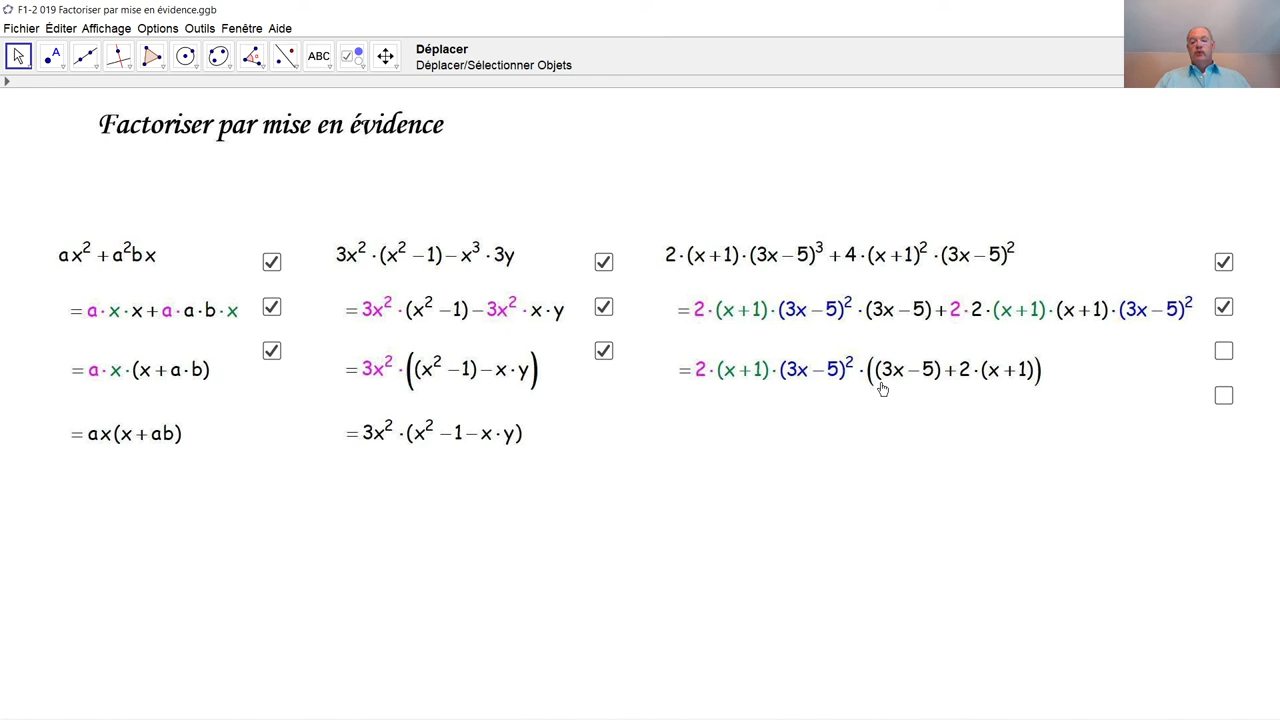 F1-2 019 Factoriser par mise en évidence.ggb
Fichier Éditer Affichage Options Outils Fenêtre Aide
ABC
Déplacer
Déplacer/Sélectionner Objets
Factoriser par mise en évidence
ax² + a²bx
= a · x · x + a · a · b · x
= a · x · (x + a · b)
= ax(x + ab)
3x² · (x² − 1) − x³ · 3y
= 3x² · (x² − 1) − 3x² · x · y
= 3x² · ((x² − 1) − x · y)
= 3x² · (x² − 1 − x · y)
2 · (x + 1) · (3x − 5)³ + 4 · (x + 1)² · (3x − 5)²
= 2 · (x + 1) · (3x − 5)² · (3x − 5) + 2 · 2 · (x + 1) · (x + 1) · (3x − 5)²
= 2 · (x + 1) · (3x − 5)² · ((3x − 5) + 2 · (x + 1))